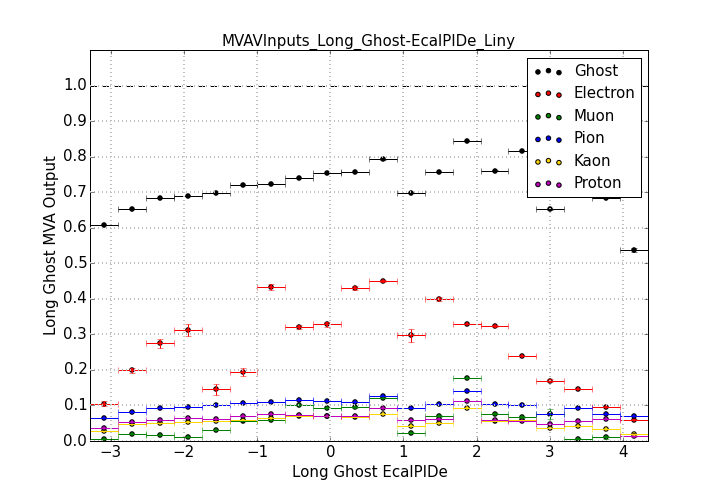 MVAVInputs_Long_Ghost-EcalPIDe_Liny
Long Ghost MVA Output
1.0
0.9
0.8
0.7
0.6
0.5
0.4
0.3
0.2
0.1
0.0
Ghost
Electron
Muon
Pion
Kaon
Proton
−3 −2 −1 0 1 2 3 4
Long Ghost EcalPIDe